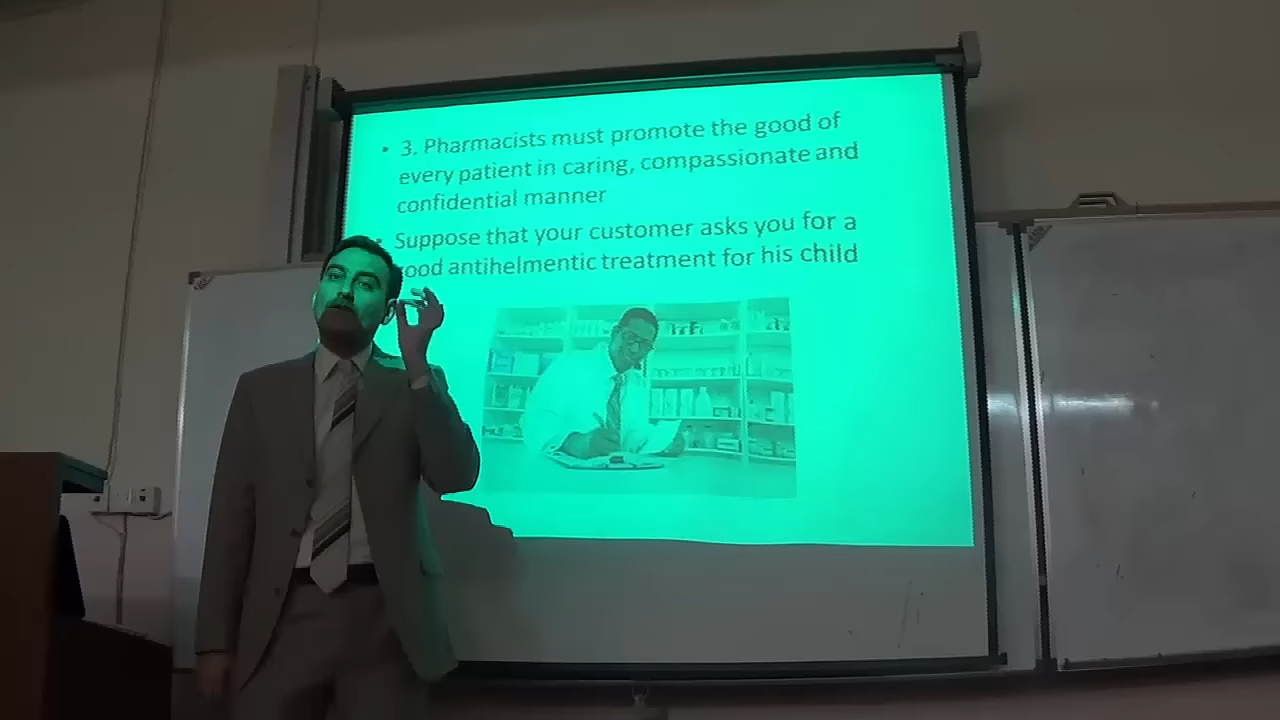 • 3. Pharmacists must promote the good of
every patient in caring, compassionate and
confidential manner
Suppose that your customer asks you for a
ood antihelmentic treatment for his child